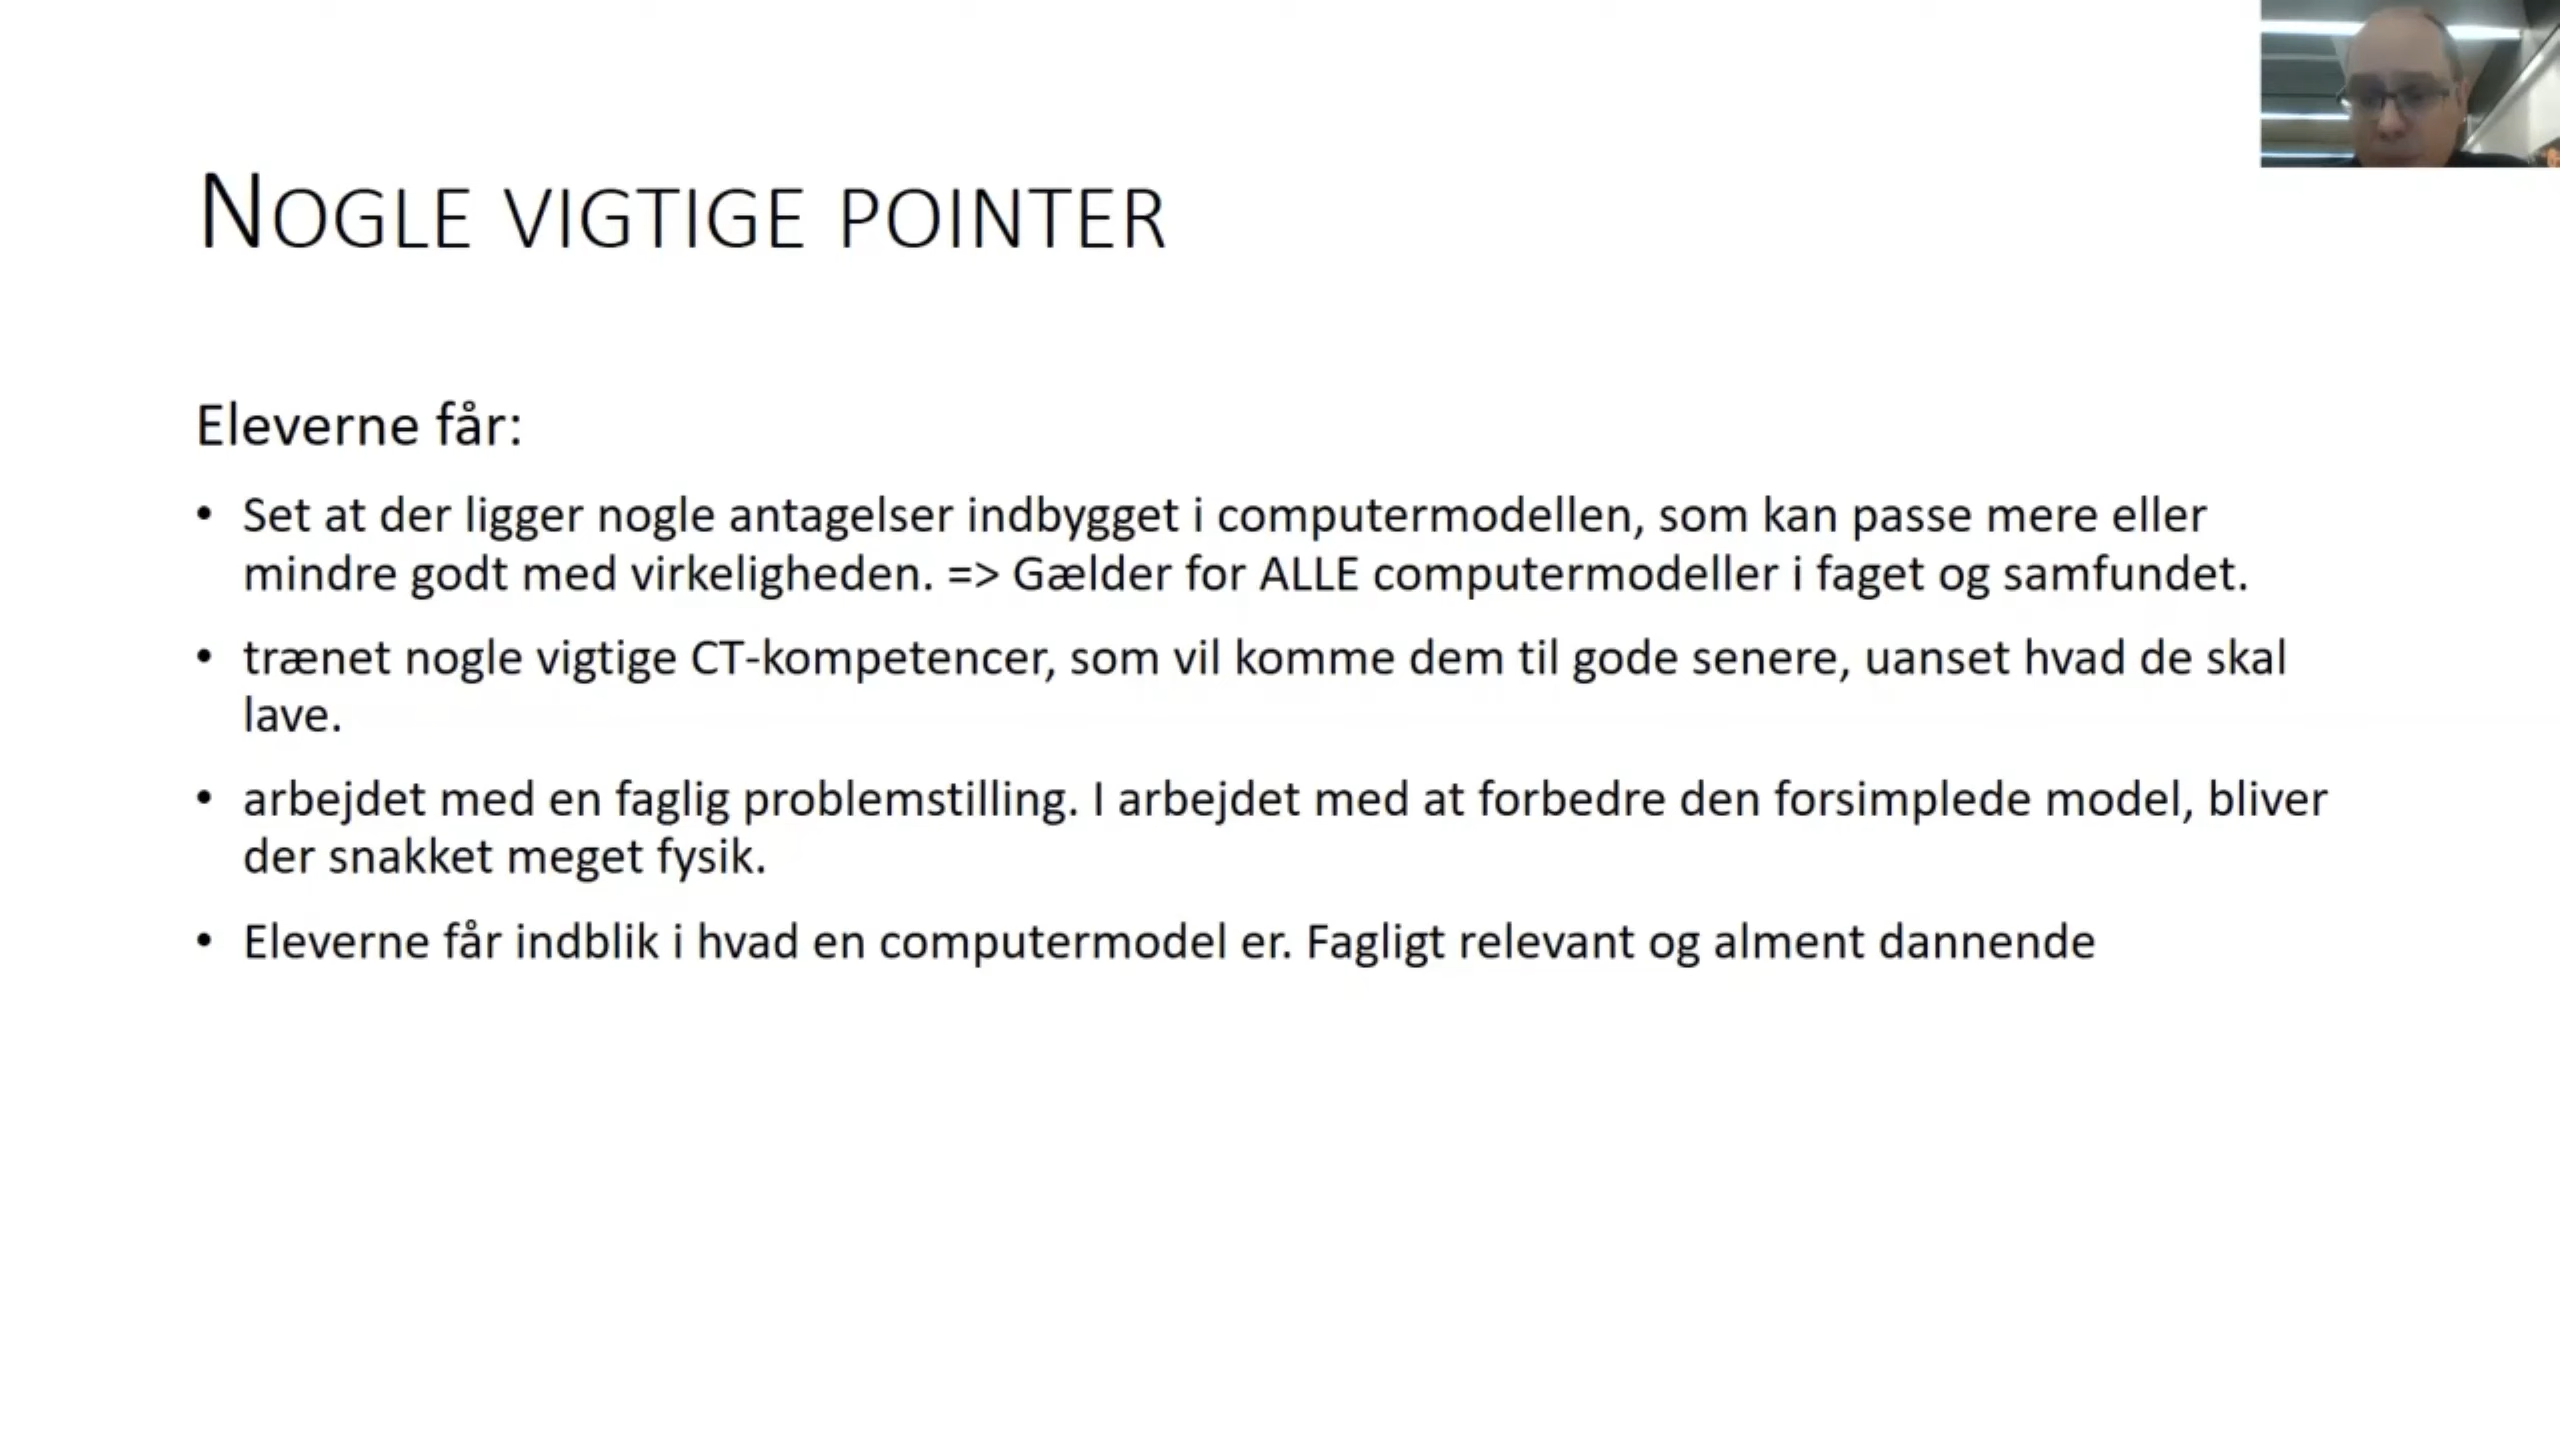 NOGLE VIGTIGE POINTER
Eleverne får:
• Set at der ligger nogle antagelser indbygget i computermodellen, som kan passe mere eller
mindre godt med virkeligheden. => Gælder for ALLE computermodeller i faget og samfundet.
• trænet nogle vigtige CT-kompetencer, som vil komme dem til gode senere, uanset hvad de skal
lave.
• arbejdet med en faglig problemstilling. I arbejdet med at forbedre den forsimplede model, bliver
der snakket meget fysik.
• Eleverne får indblik i hvad en computermodel er. Fagligt relevant og alment dannende